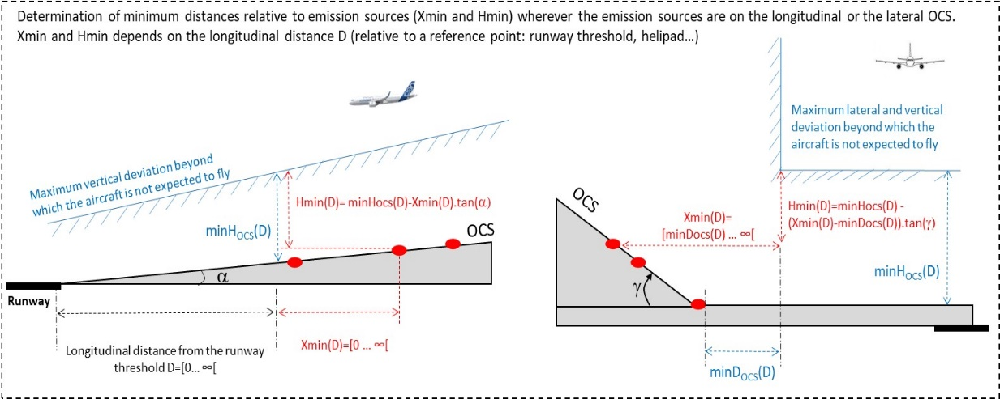 Determination of minimum distances relative to emission sources (Xmin and Hmin) wherever the emission sources are on the longitudinal or the lateral OCS.
Xmin and Hmin depends on the longitudinal distance D (relative to a reference point: runway threshold, helipad...)
Maximum vertical deviation beyond
which the aircraft is not expected to fly
Hmin(D)= minHocs(D)-Xmin(D).tan(α)
minHOCS(D)
OCS
α
Runway
Longitudinal distance from the runway
threshold D=[0... ∞[
Xmin(D)=[0 ... ∞[
Maximum lateral and vertical
deviation beyond which the
aircraft is not expected to fly
OCS
Xmin(D)=
[minDocs(D) ... ∞[
Hmin(D)=minHocs(D) -
(Xmin(D)-minDocs(D)).tan(γ)
minHOCS(D)
γ
minDOCS(D)